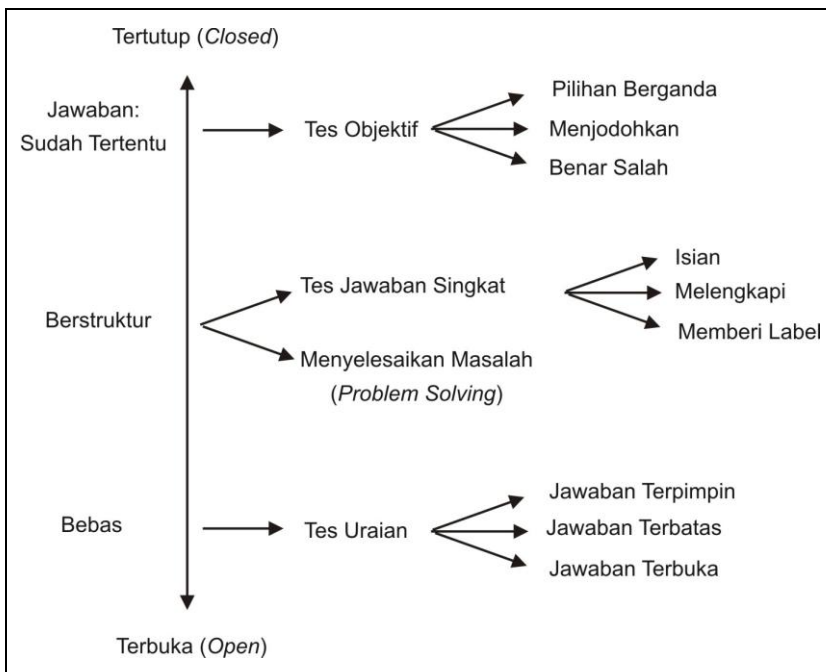 Tertutup (Closed)
Jawaban:
Sudah Tertentu
Tes Objektif
Pilihan Berganda
Menjodohkan
Benar Salah
Berstruktur
Tes Jawaban Singkat
Isian
Melengkapi
Memberi Label
Menyelesaikan Masalah
(Problem Solving)
Bebas
Tes Uraian
Jawaban Terpimpin
Jawaban Terbatas
Jawaban Terbuka
Terbuka (Open)